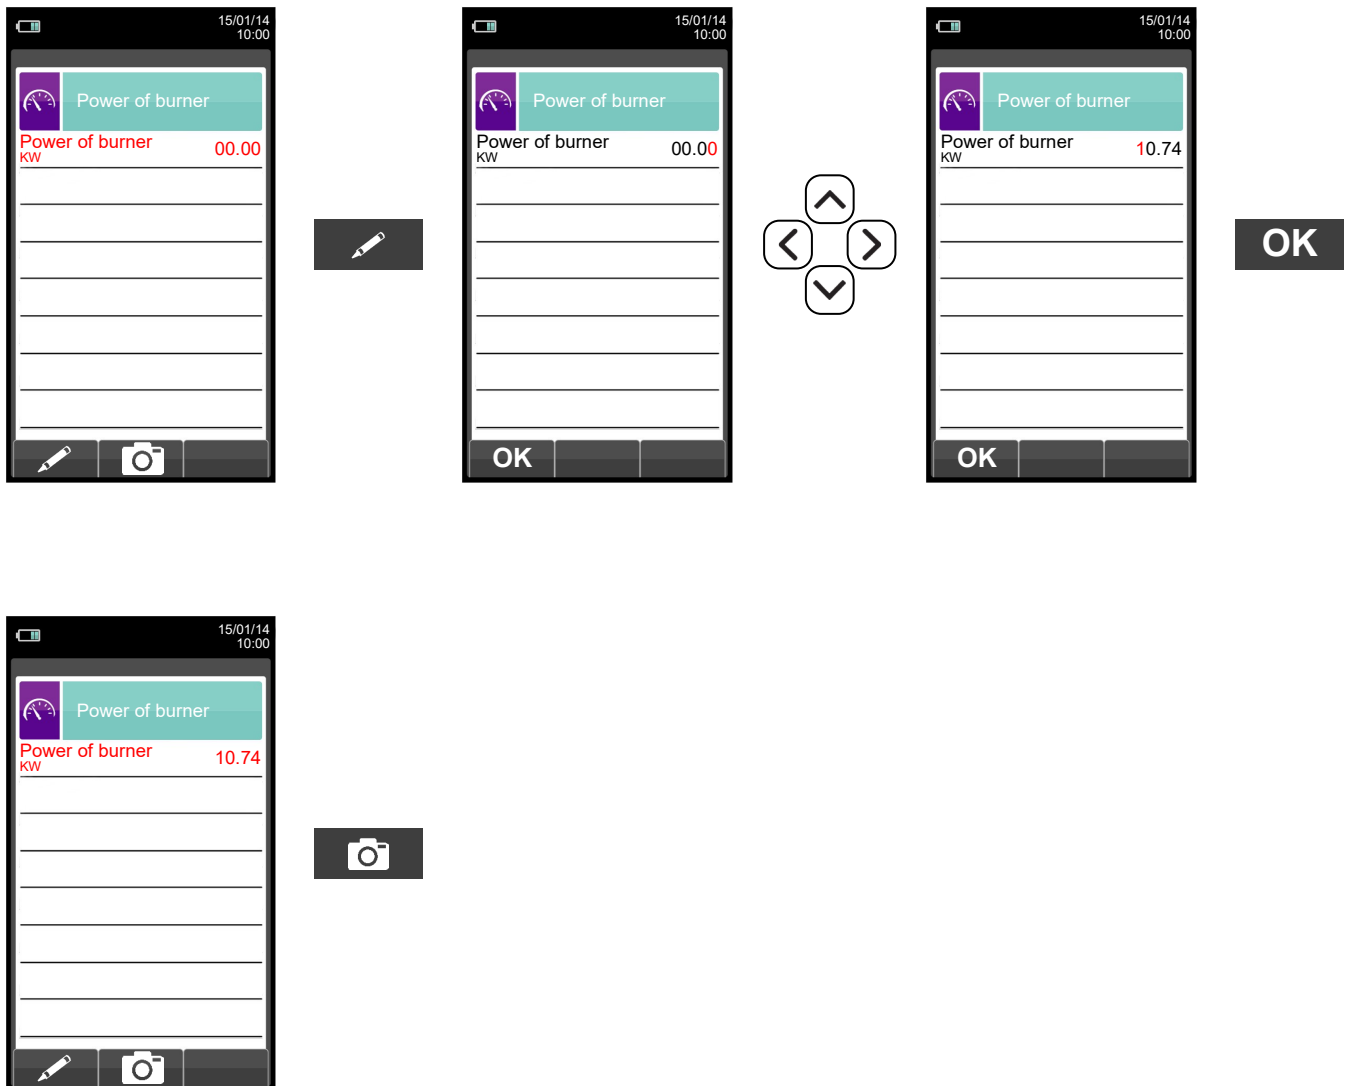 15/01/14
10:00
Power of burner
Power of burner 00.00
KW
15/01/14
10:00
Power of burner
Power of burner 00.00
KW
OK
15/01/14
10:00
Power of burner
Power of burner 10.74
KW
OK
OK
15/01/14
10:00
Power of burner
Power of burner 10.74
KW